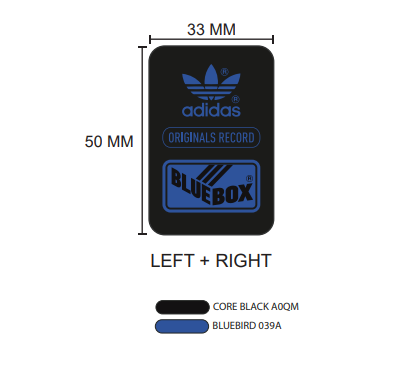 33 MM
50 MM
®
adidas®
ORIGINALS RECORD
BLUEBOX®
LEFT + RIGHT
CORE BLACK A0QM
BLUEBIRD 039A